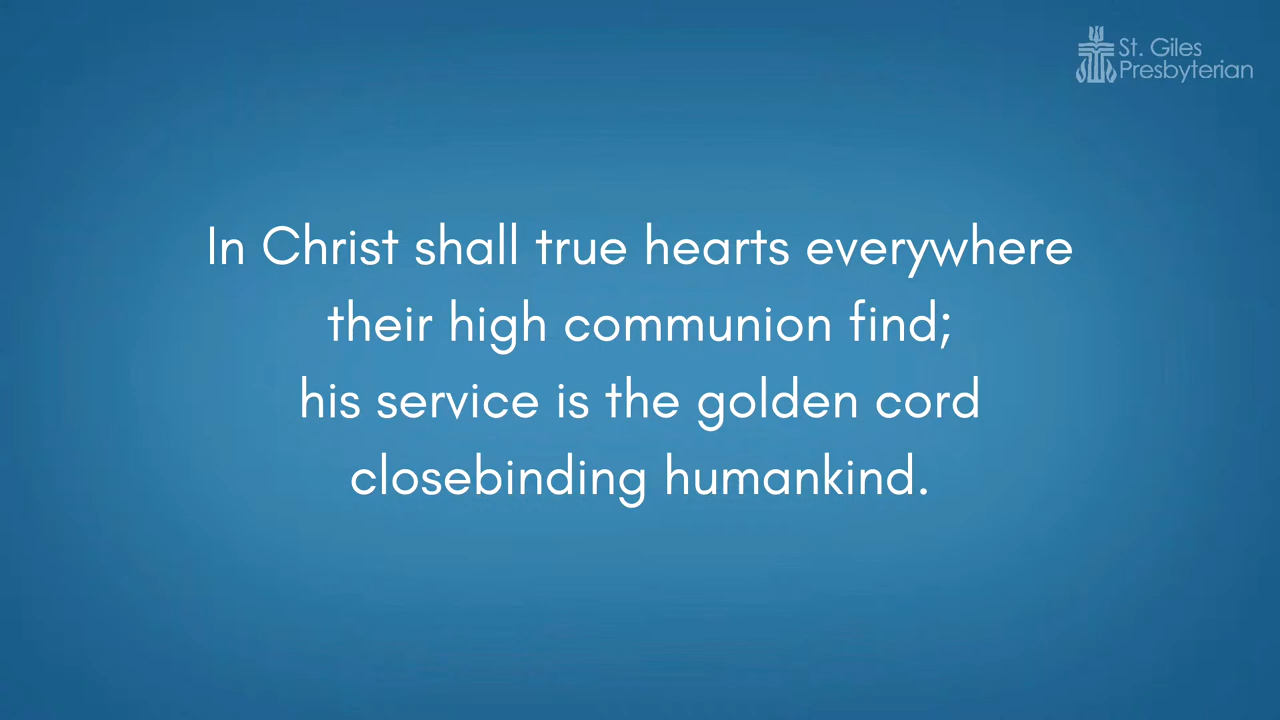 St. Giles
Presbyterian
In Christ shall true hearts everywhere
their high communion find;
his service is the golden cord
closebinding humankind.